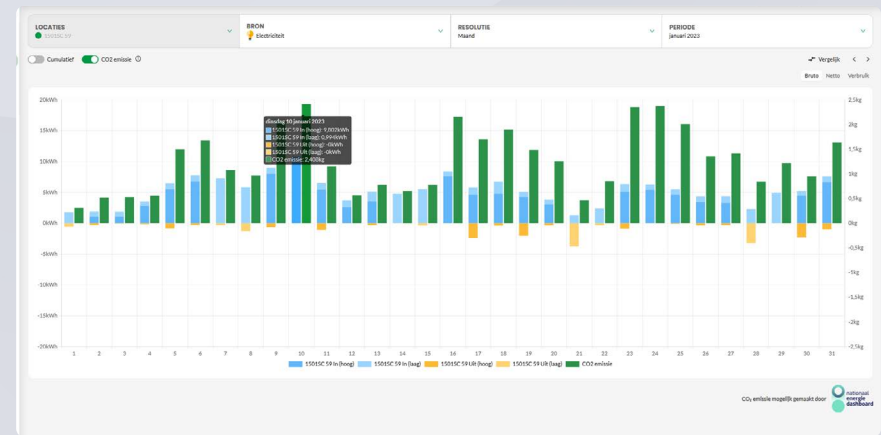 LOCATIES
1501SC 59
BRON
Electriciteit
RESOLUTIE
Maand
PERIODE
januari 2023
Cumulatief
CO2 emissie
Vergelijk
Bruto Netto Verbruik
20kWh
15kWh
10kWh
5kWh
0kWh
-5kWh
-10kWh
-15kWh
-20kWh
2,5kg
2kg
1,5kg
1kg
0,5kg
0kg
-0,5kg
-1kg
-1,5kg
-2kg
-2,5kg
dinsdag 10 januari 2023
1501SC 59 In (hoog): 9,802kWh
1501SC 59 In (laag): 0,994kWh
1501SC 59 Uit (hoog): -0kWh
1501SC 59 Uit (laag): -0kWh
CO2 emissie: 2,402kg
1 2 3 4 5 6 7 8 9 10 11 12 13 14 15 16 17 18 19 20 21 22 23 24 25 26 27 28 29 30 31
1501SC 59 In (hoog) 1501SC 59 In (laag) 1501SC 59 Uit (hoog) 1501SC 59 Uit (laag) CO2 emissie
CO₂ emissie mogelijk gemaakt door
nationaal
energie
dashboard